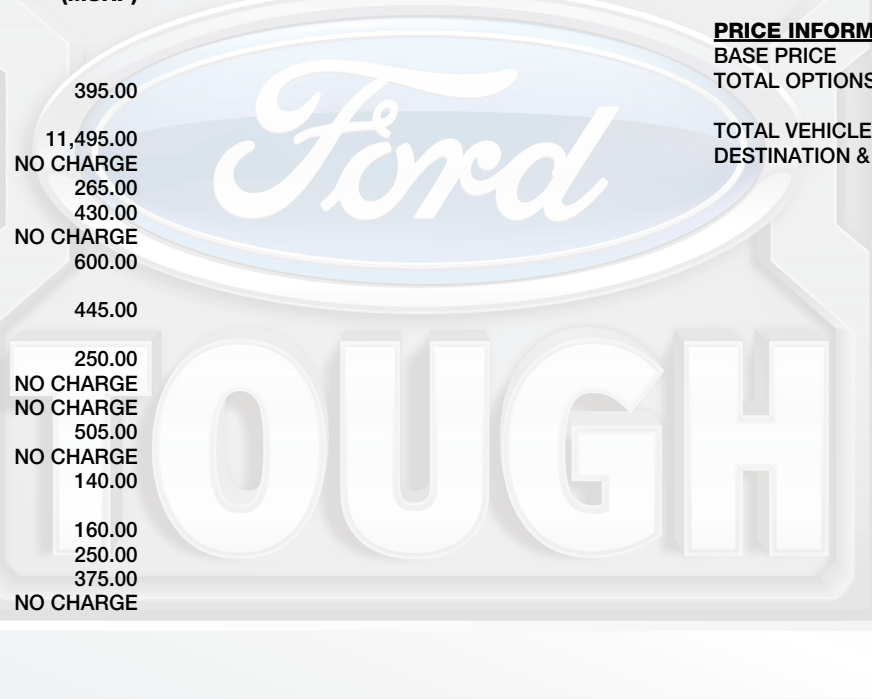 PRICE INFORM
BASE PRICE
395.00
TOTAL OPTIONS
11,495.00
TOTAL VEHICLE
NO CHARGE
DESTINATION &
265.00
430.00
NO CHARGE
600.00
445.00
250.00
NO CHARGE
NO CHARGE
505.00
NO CHARGE
140.00
160.00
250.00
375.00
NO CHARGE
Ford
TOUGH